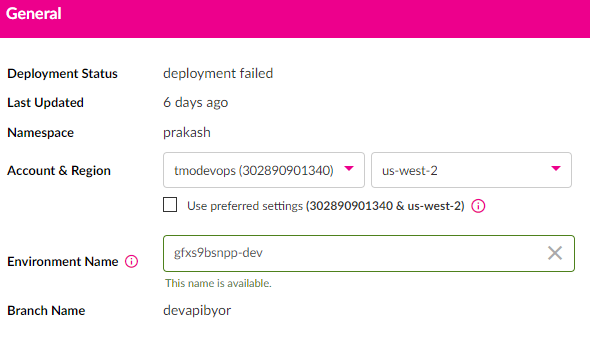 General
Deployment Status deployment failed
Last Updated 6 days ago
Namespace prakash
Account & Region tmodevops (302890901340) us-west-2
Use preferred settings (302890901340 & us-west-2)
Environment Name gfxs9bsnpp-dev
This name is available.
Branch Name devapibyor